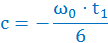 c = − ω₀ · t₁ / 6